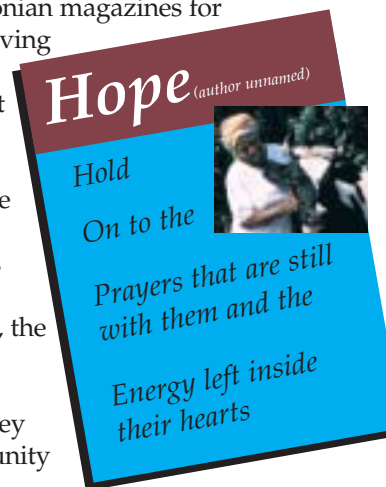 onian magazines for
ving
t
e
, the
ey
unity
Hope (author unnamed)
Hold
On to the
Prayers that are still
with them and the
Energy left inside
their hearts